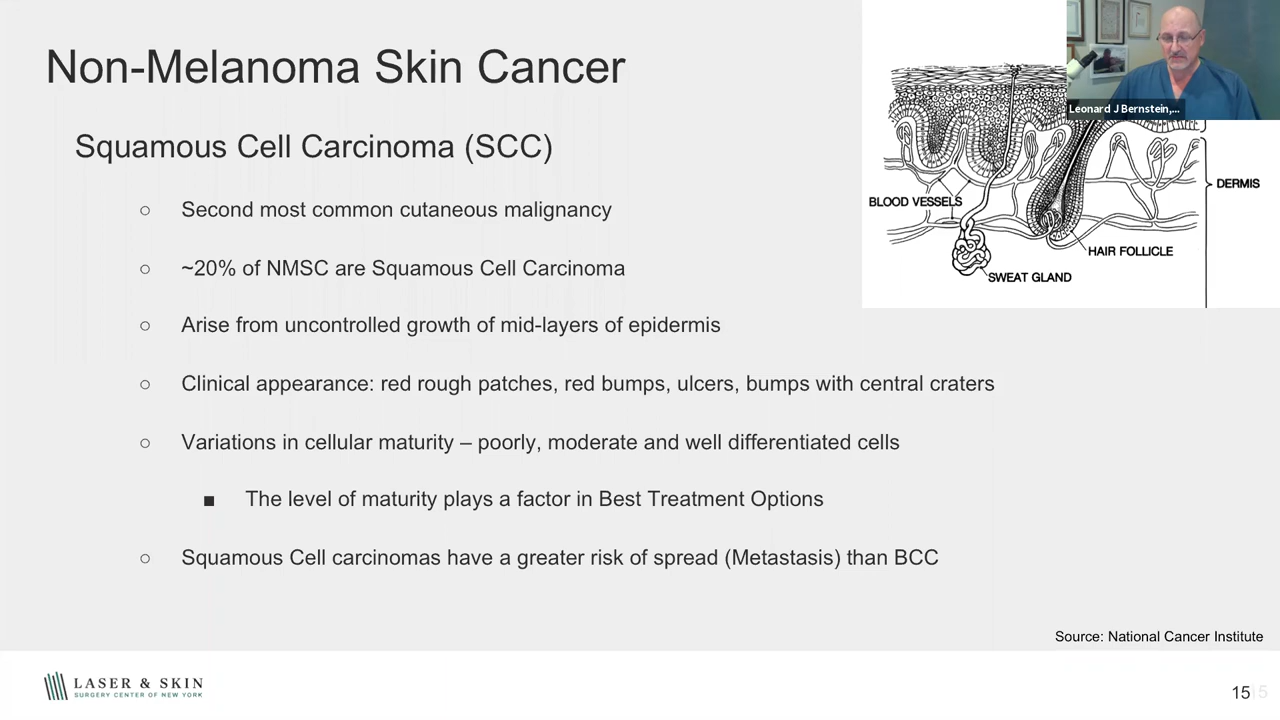 Non-Melanoma Skin Cancer
Squamous Cell Carcinoma (SCC)
○ Second most common cutaneous malignancy
○ ~20% of NMSC are Squamous Cell Carcinoma
○ Arise from uncontrolled growth of mid-layers of epidermis
○ Clinical appearance: red rough patches, red bumps, ulcers, bumps with central craters
○ Variations in cellular maturity – poorly, moderate and well differentiated cells
■ The level of maturity plays a factor in Best Treatment Options
○ Squamous Cell carcinomas have a greater risk of spread (Metastasis) than BCC
Leonard J Bernstein,...
DERMIS
BLOOD VESSELS
HAIR FOLLICLE
SWEAT GLAND
Source: National Cancer Institute
LASER & SKIN
SURGERY CENTER OF NEW YORK
15